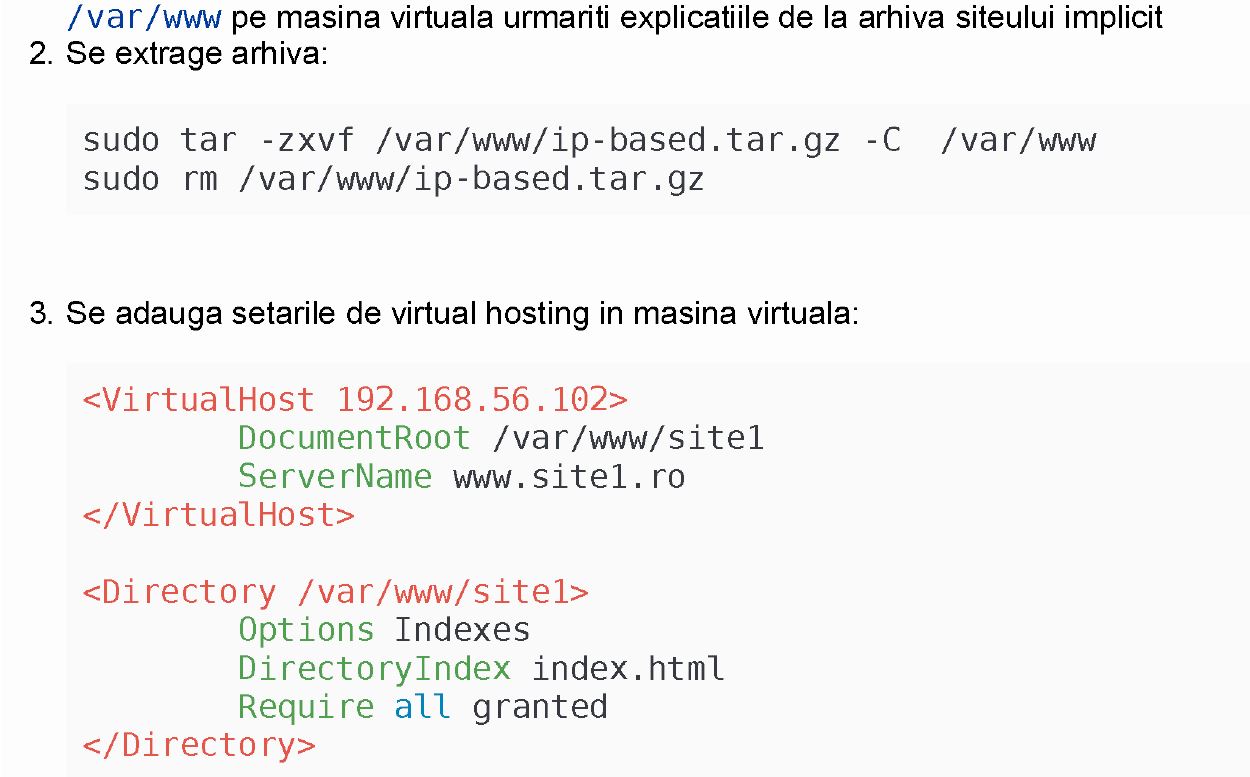 /var/www pe masina virtuala urmariti explicatiile de la arhiva siteului implicit
2. Se extrage arhiva:
sudo tar -zxvf /var/www/ip-based.tar.gz -C  /var/www
sudo rm /var/www/ip-based.tar.gz
3. Se adauga setarile de virtual hosting in masina virtuala:
<VirtualHost 192.168.56.102>
        DocumentRoot /var/www/site1
        ServerName www.site1.ro
</VirtualHost>
<Directory /var/www/site1>
        Options Indexes
        DirectoryIndex index.html
        Require all granted
</Directory>